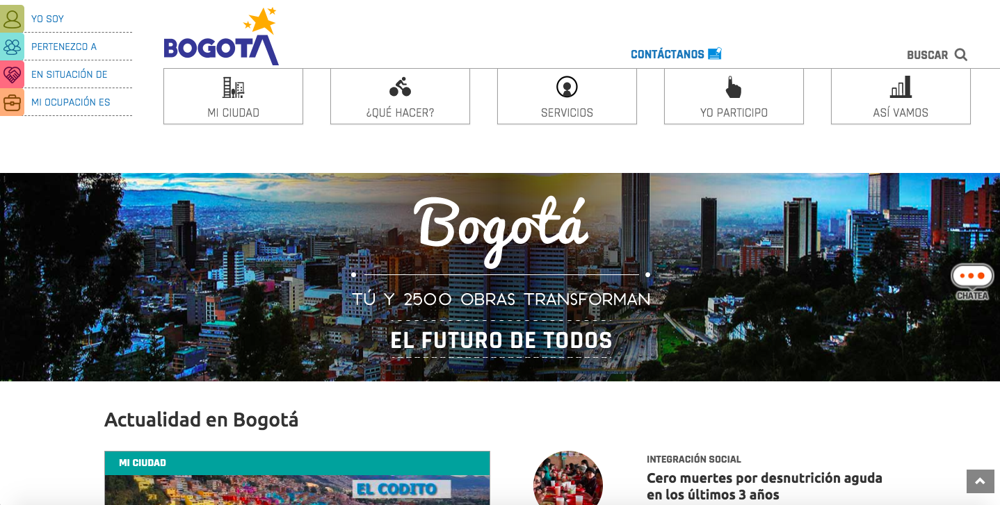 YO SOY
PERTENEZCO A
EN SITUACIÓN DE
MI OCUPACIÓN ES
BOGOTÁ
CONTÁCTANOS
BUSCAR
MI CIUDAD
¿QUÉ HACER?
SERVICIOS
YO PARTICIPO
ASÍ VAMOS
Bogotá
TÚ Y 2500 OBRAS TRANSFORMAN
EL FUTURO DE TODOS
CHATEA
Actualidad en Bogotá
MI CIUDAD
EL CODITO
INTEGRACIÓN SOCIAL
Cero muertes por desnutrición aguda
en los últimos 3 años